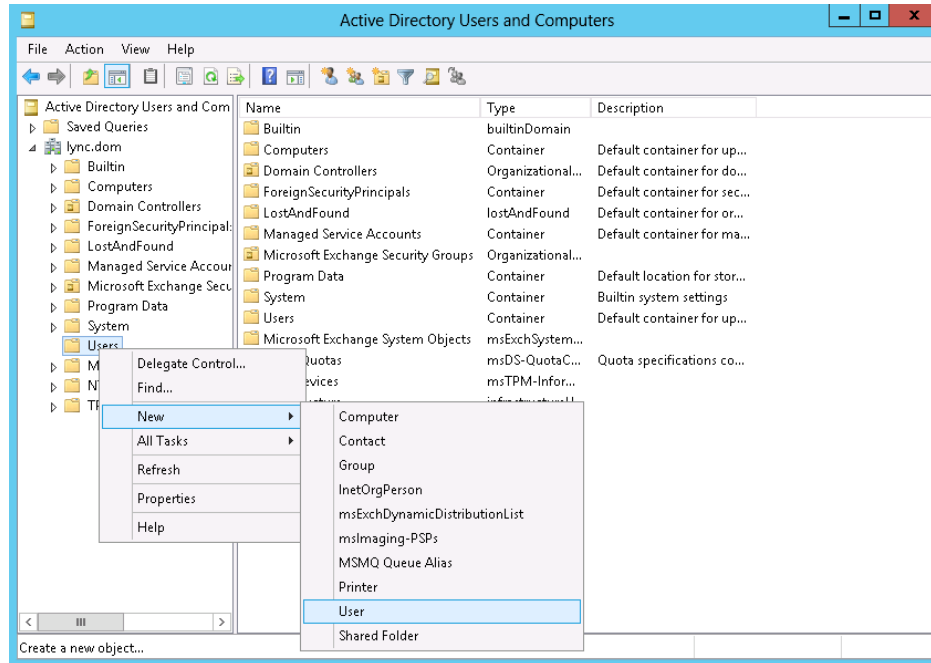 Active Directory Users and Computers
File Action View Help
Active Directory Users and Com
Saved Queries
lync.dom
Builtin
Computers
Domain Controllers
ForeignSecurityPrincipal:
LostAndFound
Managed Service Accour
Microsoft Exchange Secu
Program Data
System
Users
M
N
TP
Name Type Description
Builtin builtinDomain
Computers Container Default container for up...
Domain Controllers Organizational... Default container for do...
ForeignSecurityPrincipals Container Default container for sec...
LostAndFound lostAndFound Default container for or...
Managed Service Accounts Container Default container for ma...
Microsoft Exchange Security Groups Organizational...
Program Data Container Default location for stor...
System Container Builtin system settings
Users Container Default container for up...
Microsoft Exchange System Objects msExchSystem...
Quotas msDS-QuotaC... Quota specifications co...
evices msTPM-Infor...
Delegate Control...
Find...
New
All Tasks
Refresh
Properties
Help
Computer
Contact
Group
InetOrgPerson
msExchDynamicDistributionList
msImaging-PSPs
MSMQ Queue Alias
Printer
User
Shared Folder
Create a new object...